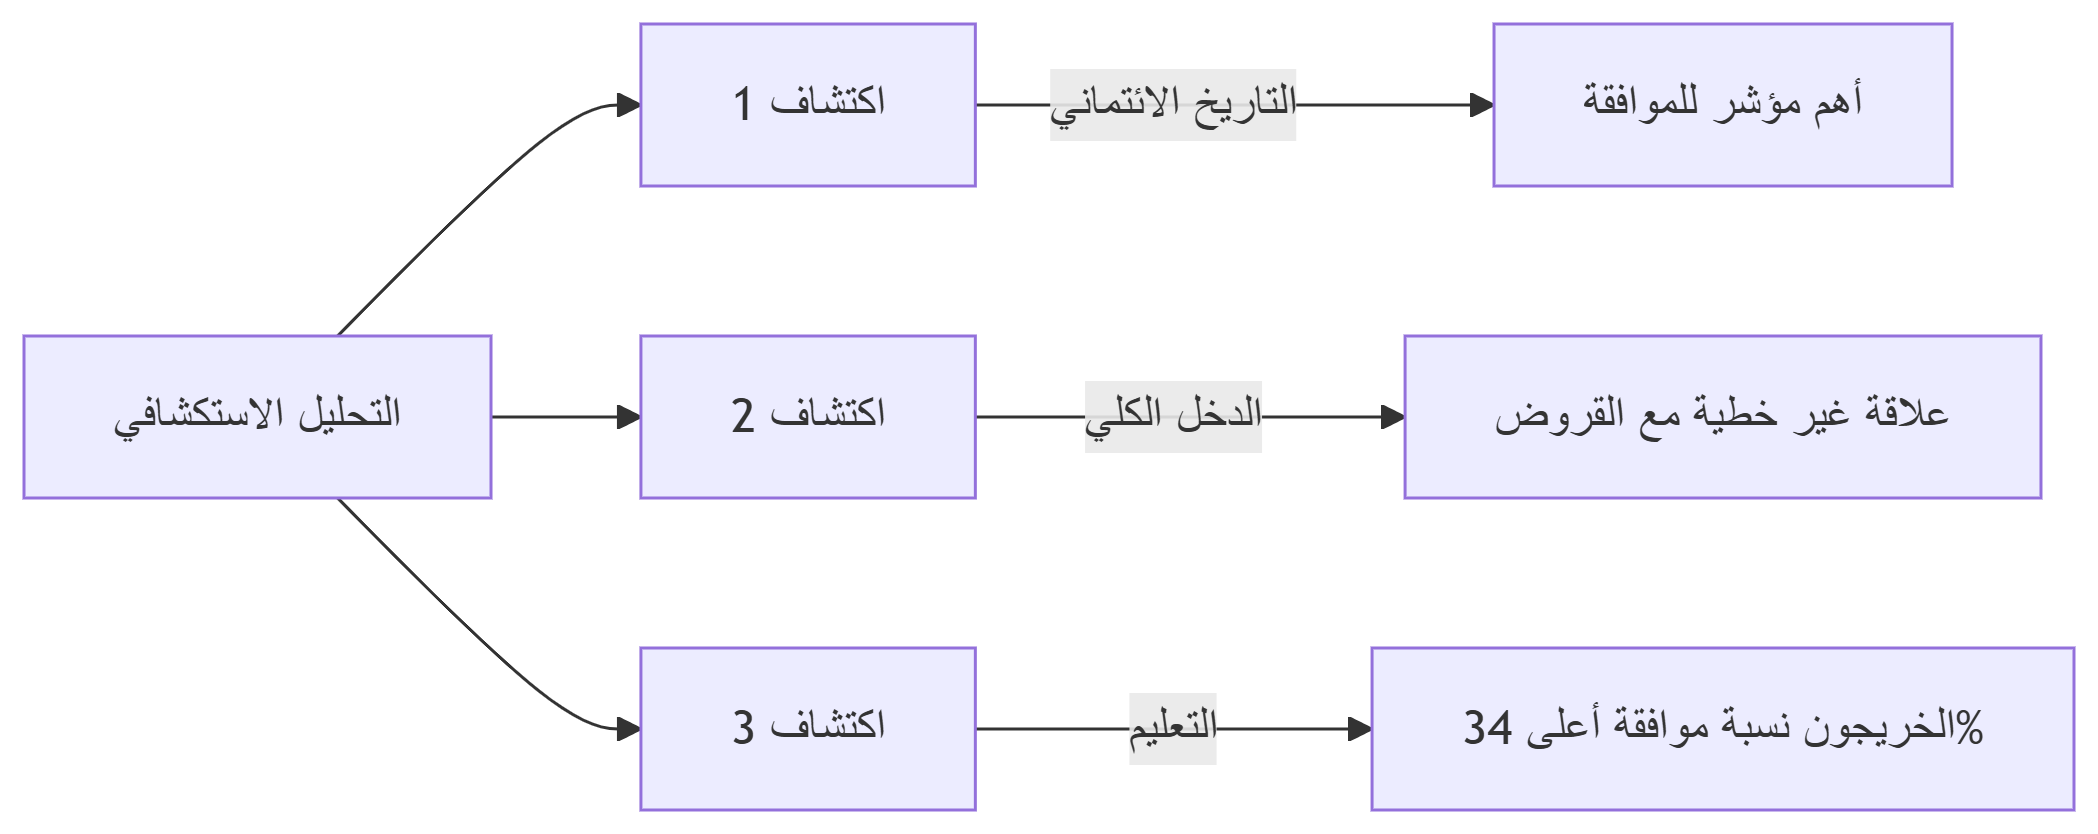 التحليل الاستكشافي
اكتشاف 1
التاريخ الائتماني
أهم مؤشر للموافقة
اكتشاف 2
الدخل الكلي
علاقة غير خطية مع القروض
اكتشاف 3
التعليم
الخريجون نسبة موافقة أعلى 34%